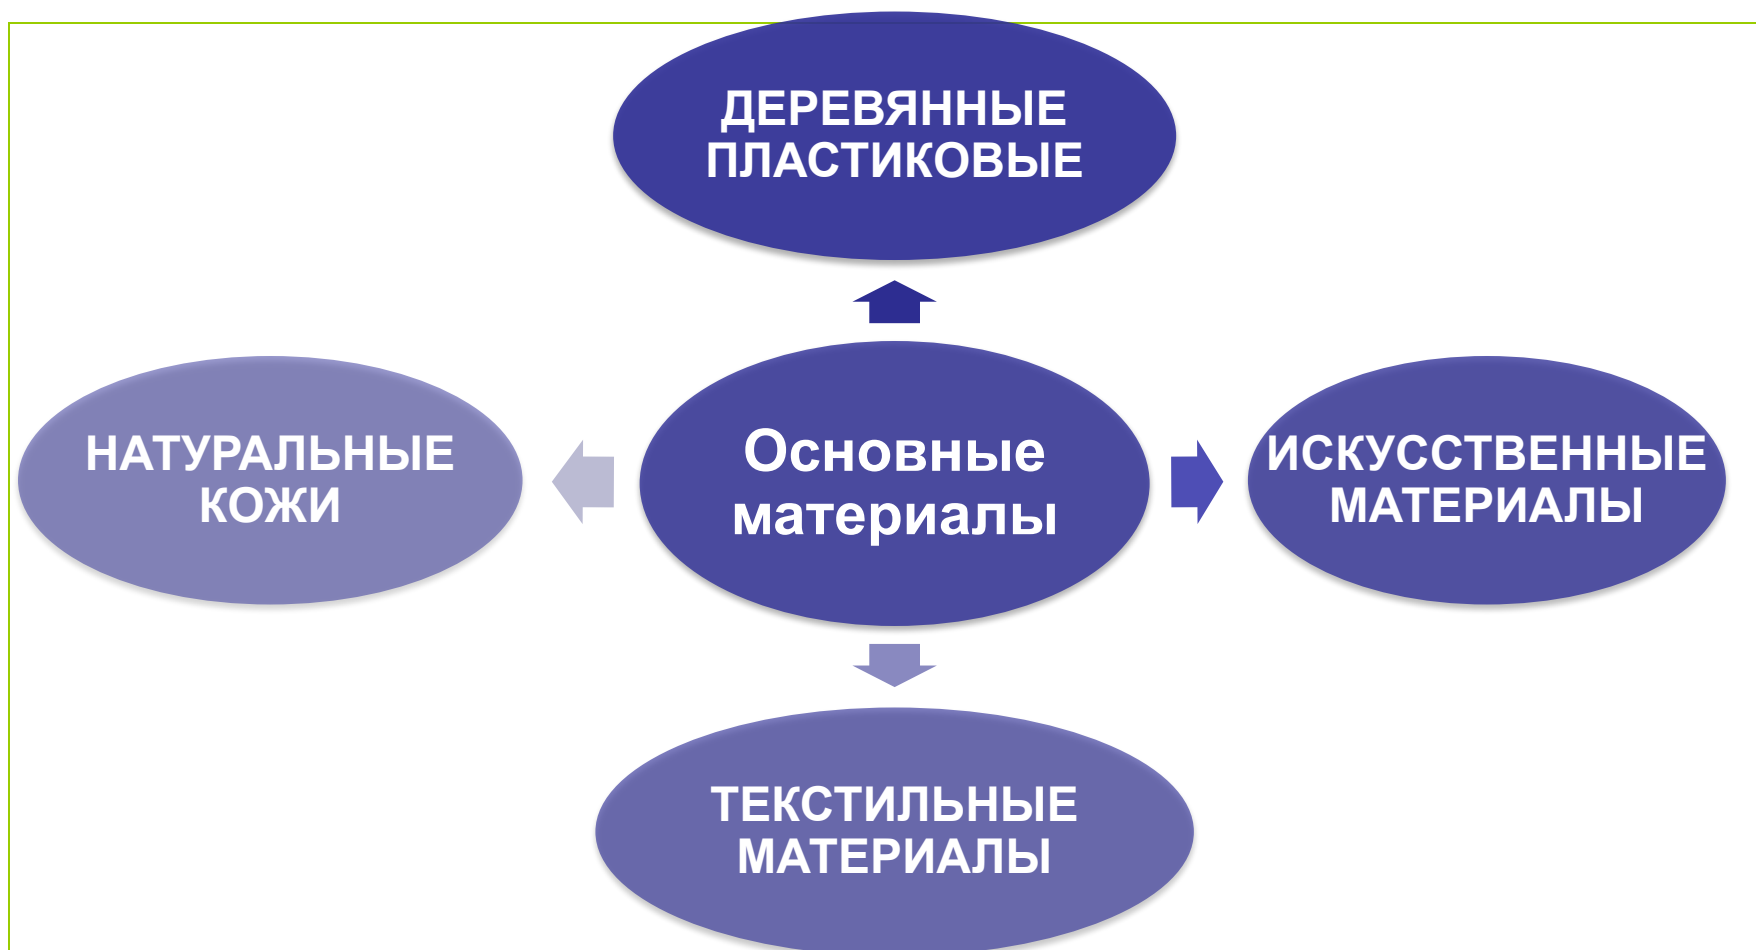 ДЕРЕВЯННЫЕ
ПЛАСТИКОВЫЕ
НАТУРАЛЬНЫЕ
КОЖИ
Основные
материалы
ИСКУССТВЕННЫЕ
МАТЕРИАЛЫ
ТЕКСТИЛЬНЫЕ
МАТЕРИАЛЫ